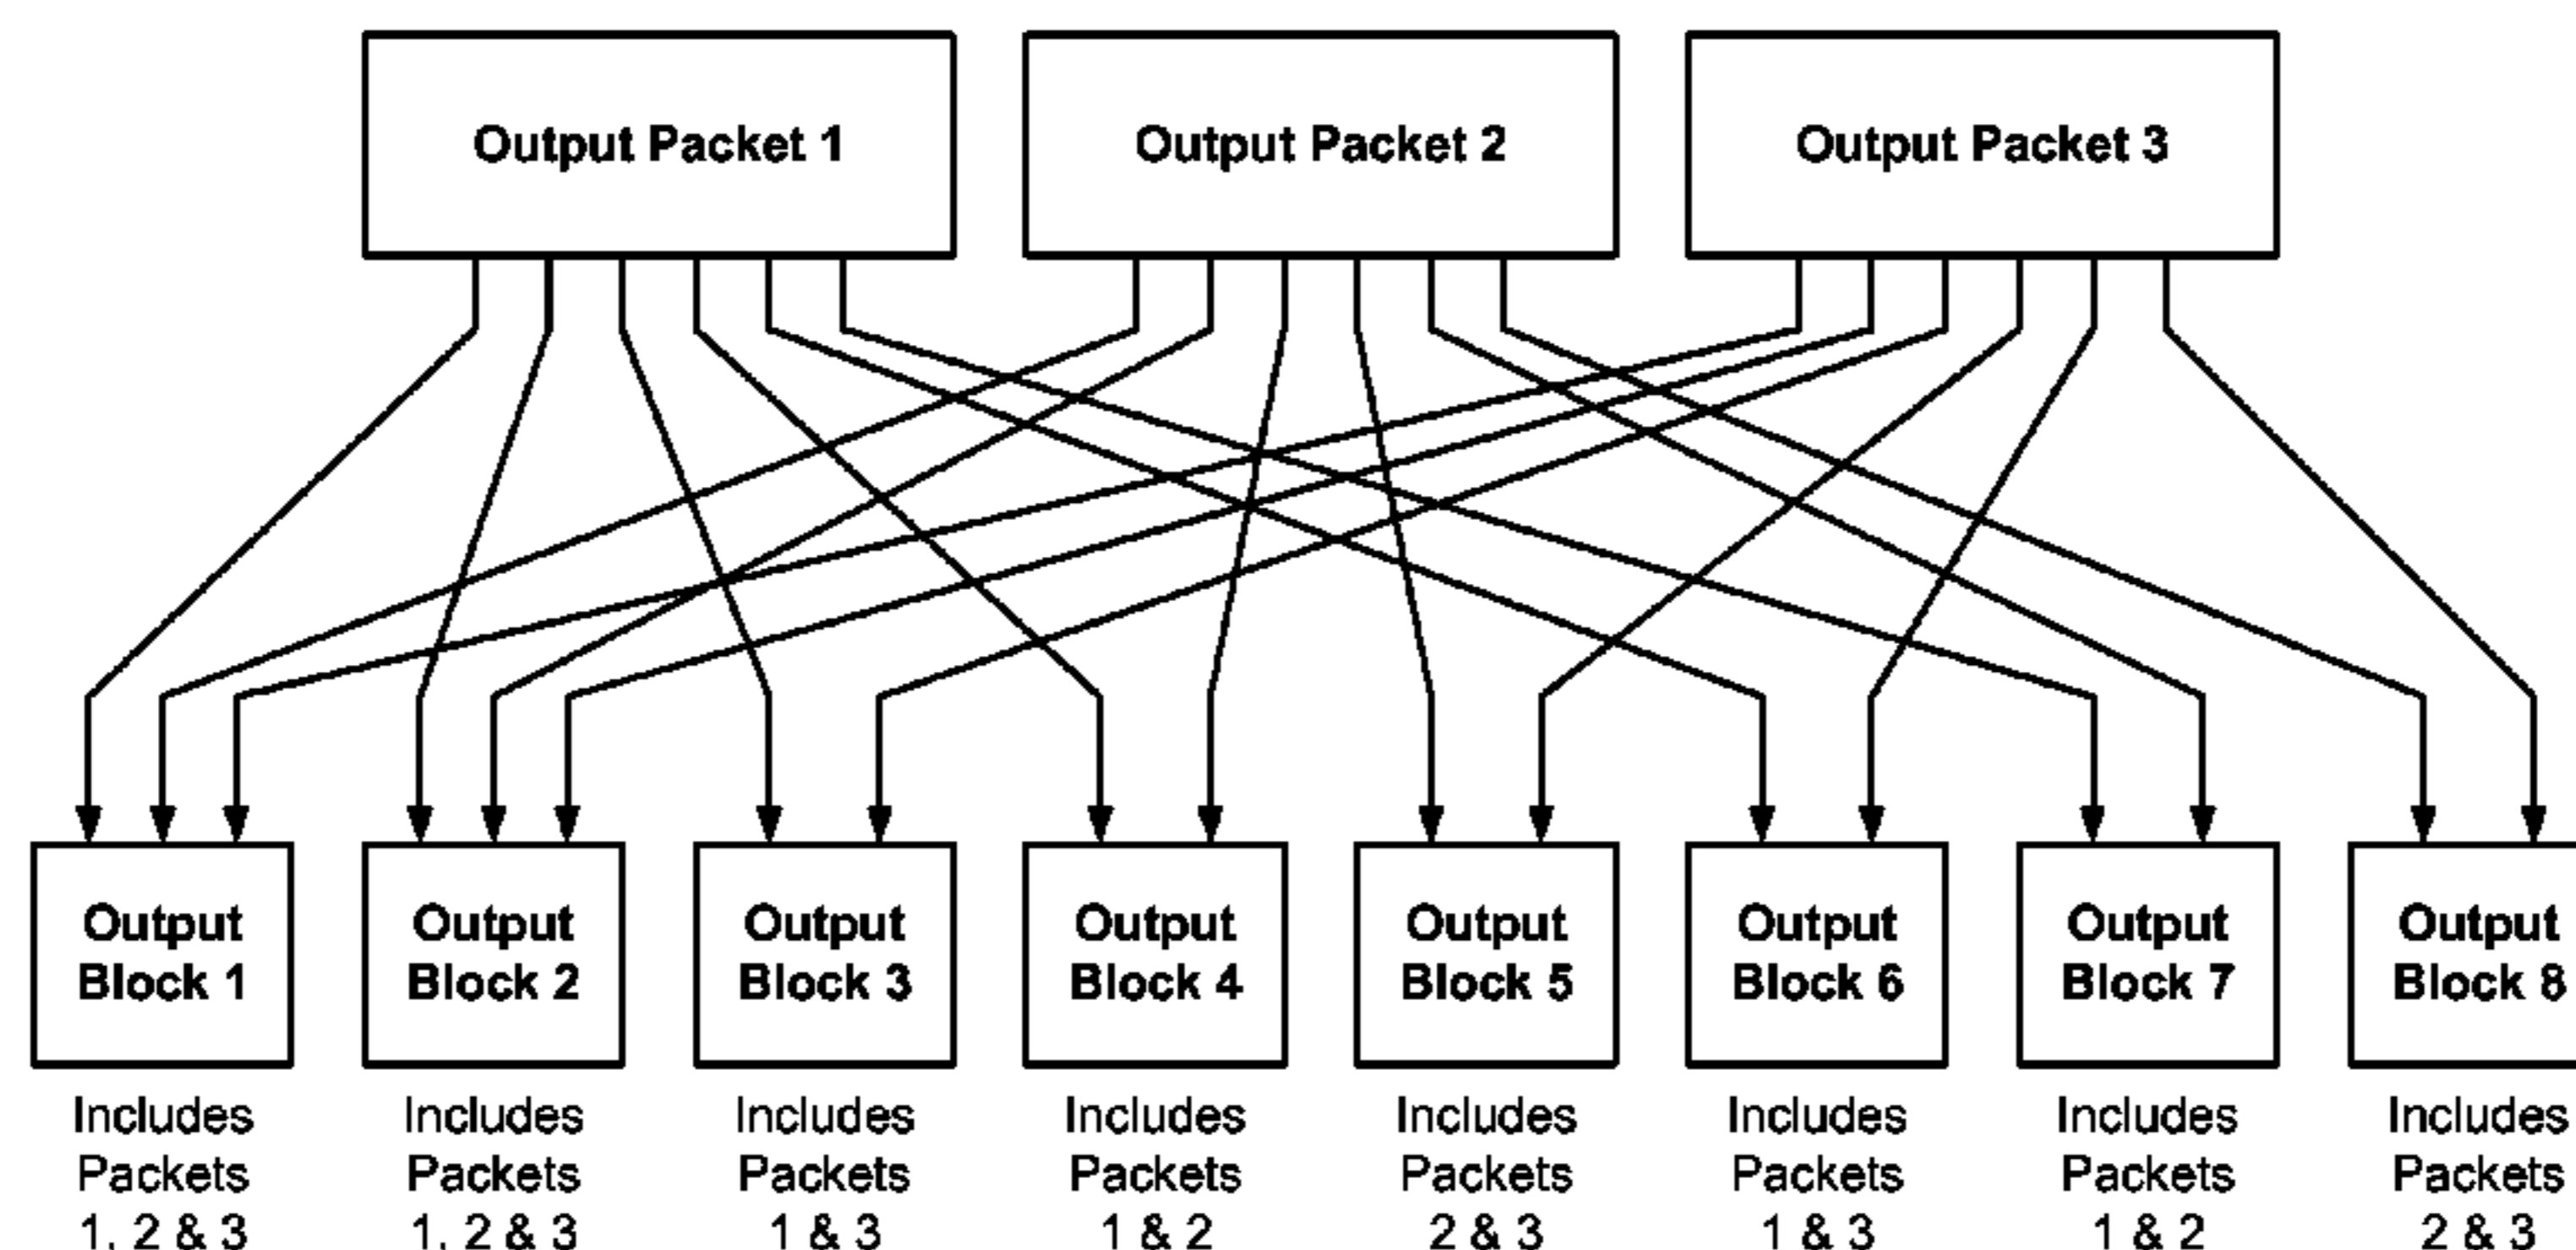 Output Packet 1
Output Packet 2
Output Packet 3
Output
Block 1
Output
Block 2
Output
Block 3
Output
Block 4
Output
Block 5
Output
Block 6
Output
Block 7
Output
Block 8
Includes
Packets
1, 2 & 3
Includes
Packets
1, 2 & 3
Includes
Packets
1 & 3
Includes
Packets
1 & 2
Includes
Packets
2 & 3
Includes
Packets
1 & 3
Includes
Packets
1 & 2
Includes
Packets
2 & 3